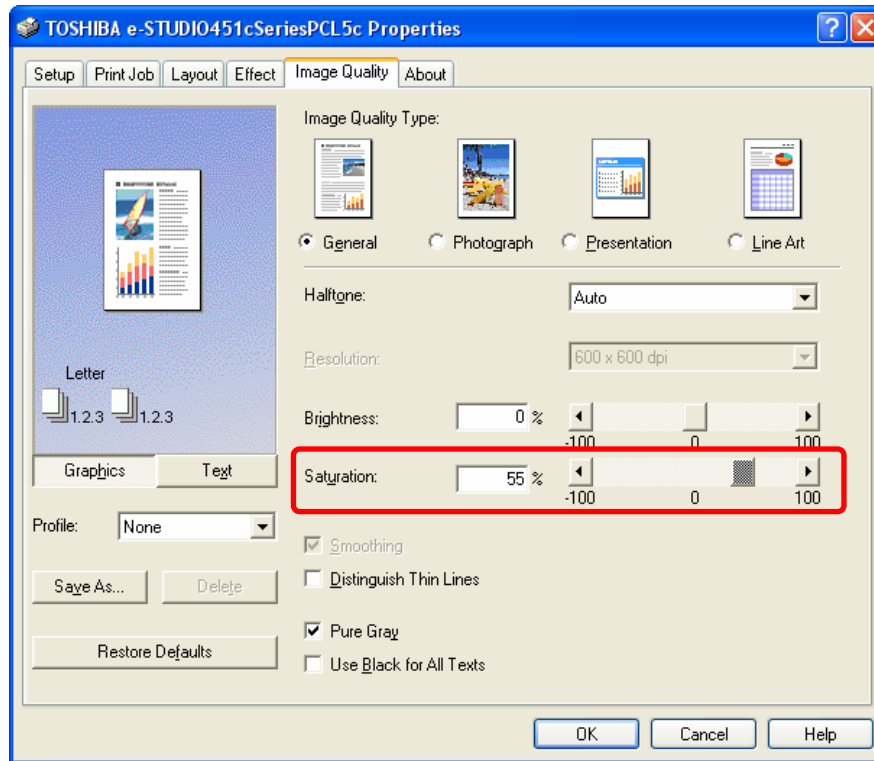 TOSHIBA e-STUDIO451cSeriesPCL5c Properties
Setup Print Job Layout Effect Image Quality About
Letter
1.2.3 1.2.3
Graphics Text
Profile: None
Save As... Delete
Restore Defaults
Image Quality Type:
General Photograph Presentation Line Art
Halftone: Auto
Resolution: 600 x 600 dpi
Brightness: 0 %
-100 0 100
Saturation: 55 %
-100 0 100
Smoothing
Distinguish Thin Lines
Pure Gray
Use Black for All Texts
OK Cancel Help